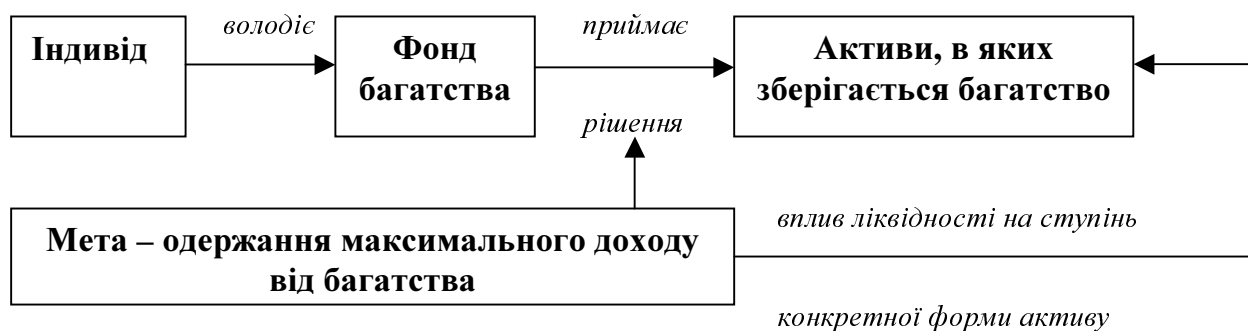 володіє
приймає
Індивід
Фонд
багатства
Активи, в яких
зберігається багатство
рішення
Мета – одержання максимального доходу
від багатства
вплив ліквідності на ступінь
конкретної форми активу